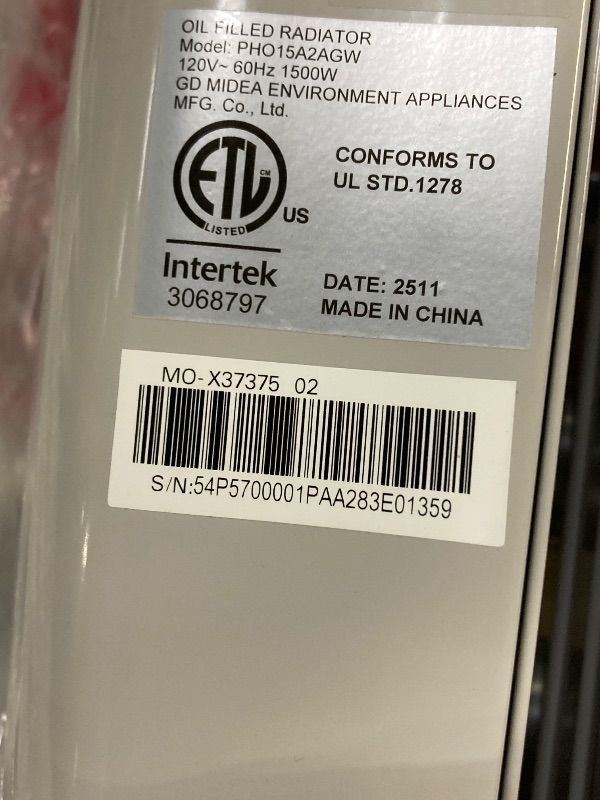 OIL FILLED RADIATOR
Model: PHO15A2AGW
120V~ 60Hz 1500W
GD MIDEA ENVIRONMENT APPLIANCES
MFG. Co., Ltd.
ETL CM
LISTED
US
CONFORMS TO
UL STD.1278
Intertek
3068797
DATE: 2511
MADE IN CHINA
MO-X37375 02
S/N:54P5700001PAA283E01359